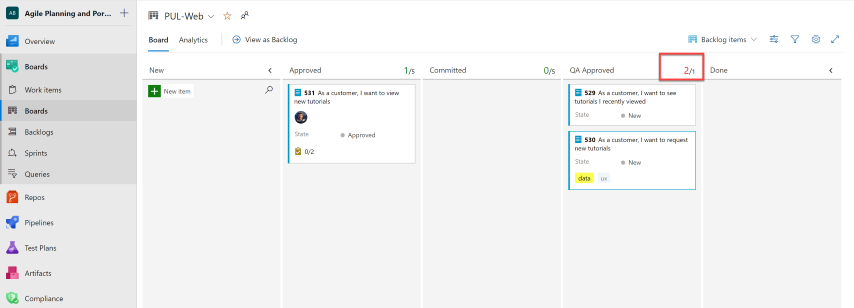 AB Agile Planning and Por...
Overview
Boards
Work items
Boards
Backlogs
Sprints
Queries
Repos
Pipelines
Test Plans
Artifacts
Compliance
PUL-Web
Board Analytics View as Backlog
Backlog items
New
New item
Approved 1/5
531 As a customer, I want to view
new tutorials
State Approved
0/2
Committed 0/5
QA Approved 2/1
529 As a customer, I want to see
tutorials I recently viewed
State New
530 As a customer, I want to request
new tutorials
State New
data ux
Done